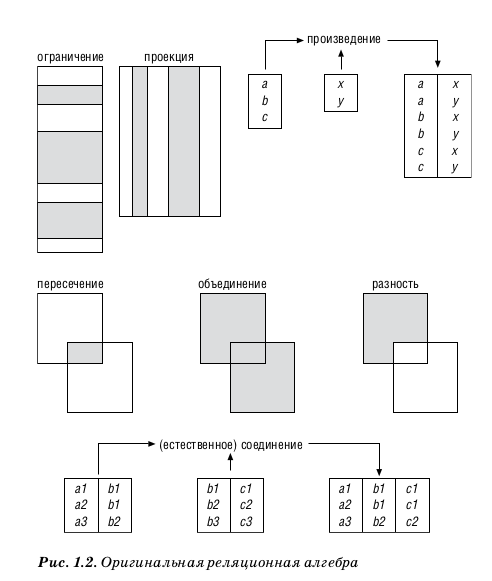 произведение
ограничение
проекция
a
b
c
x
y
a x
a y
b x
b y
c x
c y
пересечение
объединение
разность
(естественное) соединение
a1 b1
a2 b1
a3 b2
b1 c1
b2 c2
b3 c3
a1 b1 c1
a2 b1 c1
a3 b2 c2
Рис. 1.2. Оригинальная реляционная алгебра